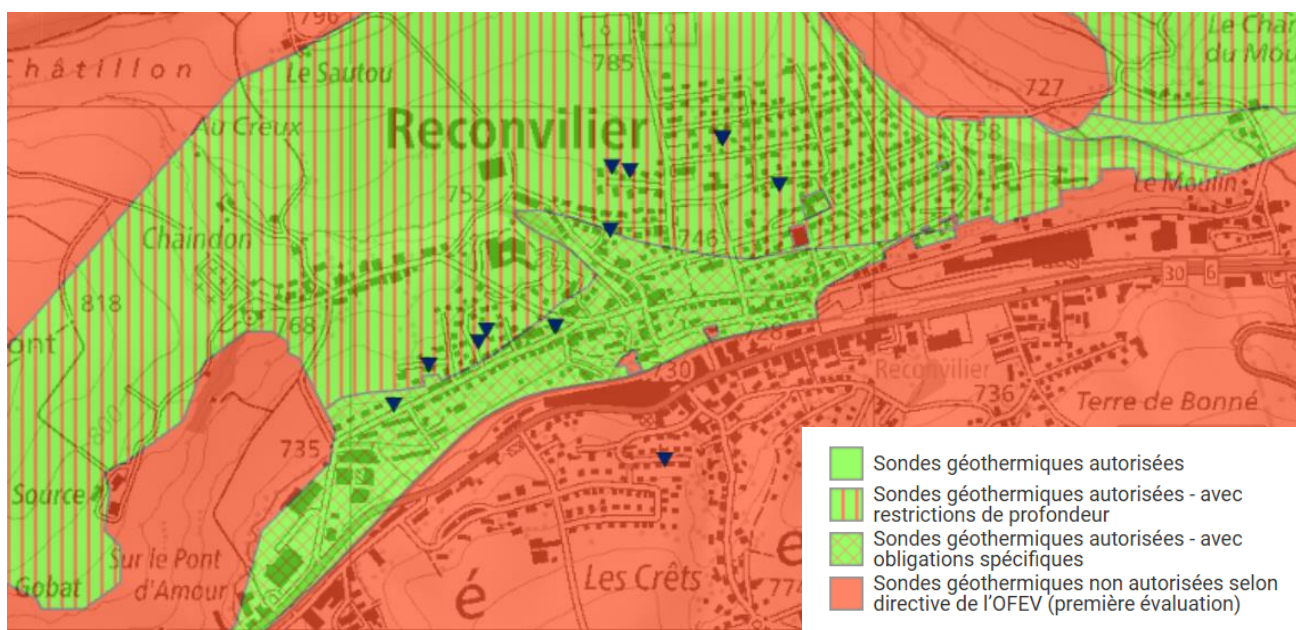 796
Châtillon
Le Sautou
785
Le Char
du Mou
727
Au Creux
Reconvilier
758
752
Le Moulin
Chaindon
746
30
6
818
ont
768
28
730
Reconvilier
736
Terre de Bonné
800
735
Source
Sur le Pont
d'Amour
Gobat
é
Les Crêts
e
774
Sondes géothermiques autorisées
Sondes géothermiques autorisées - avec
restrictions de profondeur
Sondes géothermiques autorisées - avec
obligations spécifiques
Sondes géothermiques non autorisées selon
directive de l'OFEV (première évaluation)